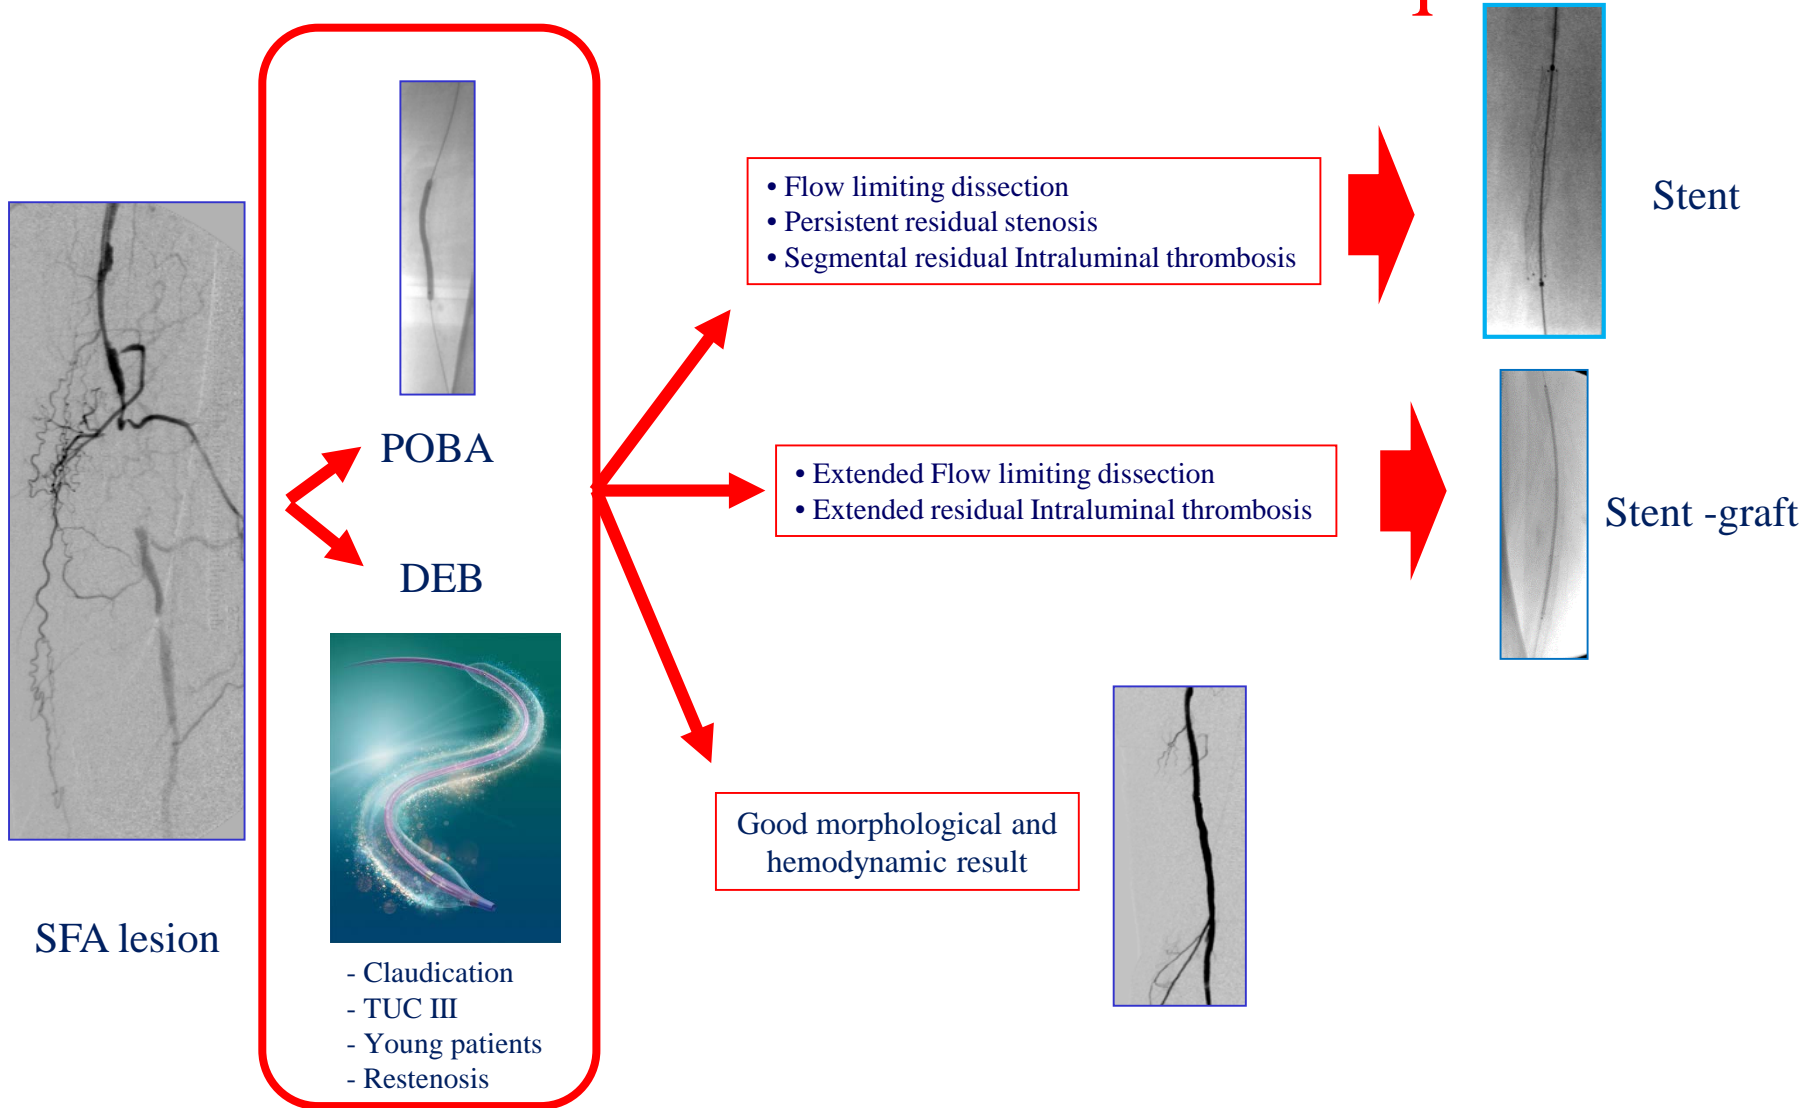 • Flow limiting dissection
• Persistent residual stenosis
• Segmental residual Intraluminal thrombosis
Stent
POBA
• Extended Flow limiting dissection
• Extended residual Intraluminal thrombosis
Stent -graft
DEB
Good morphological and
hemodynamic result
SFA lesion
- Claudication
- TUC III
- Young patients
- Restenosis